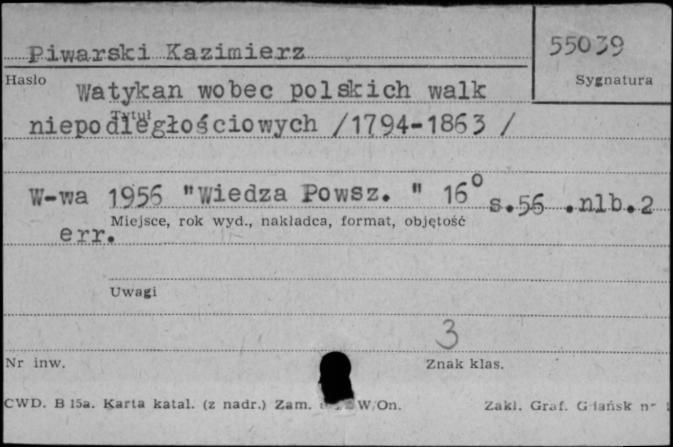 Piwarski Kazimierz
55039
Hasło
Sygnatura
Watykan wobec polskich walk
Tytuł
niepodległościowych /1794-1863 /
W-wa 1956 "Wiedza Powsz. " 16° s.56 .nlb.2
Miejsce, rok wyd., nakładca, format, objętość
err.
Uwagi
3
Nr inw.
Znak klas.
CWD. B 15a. Karta katal. (z nadr.) Zam. W/On.
Zakł. Graf. Gdańsk nr